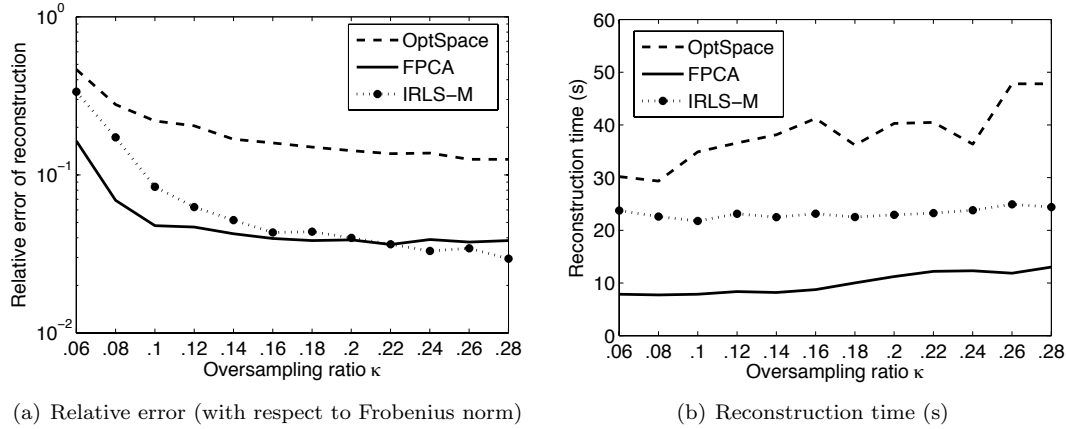 10^0
10^-1
10^-2
Relative error of reconstruction
OptSpace
FPCA
IRLS-M
.06 .08 .1 .12 .14 .16 .18 .2 .22 .24 .26 .28
Oversampling ratio κ
(a) Relative error (with respect to Frobenius norm)
60
50
40
30
20
10
0
Reconstruction time (s)
OptSpace
FPCA
IRLS-M
.06 .08 .1 .12 .14 .16 .18 .2 .22 .24 .26 .28
Oversampling ratio κ
(b) Reconstruction time (s)